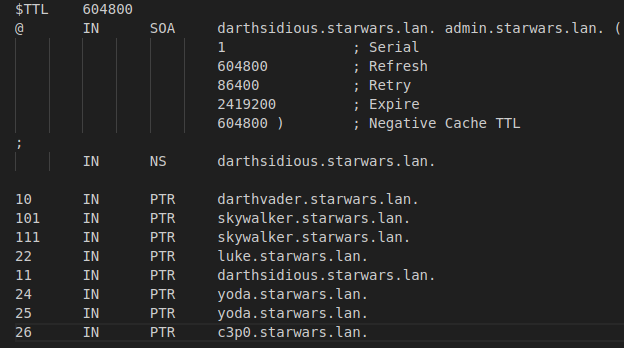 $TTL    604800
@       IN      SOA     darthsidious.starwars.lan. admin.starwars.lan. (
                        1               ; Serial
                        604800          ; Refresh
                        86400           ; Retry
                        2419200         ; Expire
                        604800 )        ; Negative Cache TTL
;
        IN      NS      darthsidious.starwars.lan.

10      IN      PTR     darthvader.starwars.lan.
101     IN      PTR     skywalker.starwars.lan.
111     IN      PTR     skywalker.starwars.lan.
22      IN      PTR     luke.starwars.lan.
11      IN      PTR     darthsidious.starwars.lan.
24      IN      PTR     yoda.starwars.lan.
25      IN      PTR     yoda.starwars.lan.
26      IN      PTR     c3p0.starwars.lan.